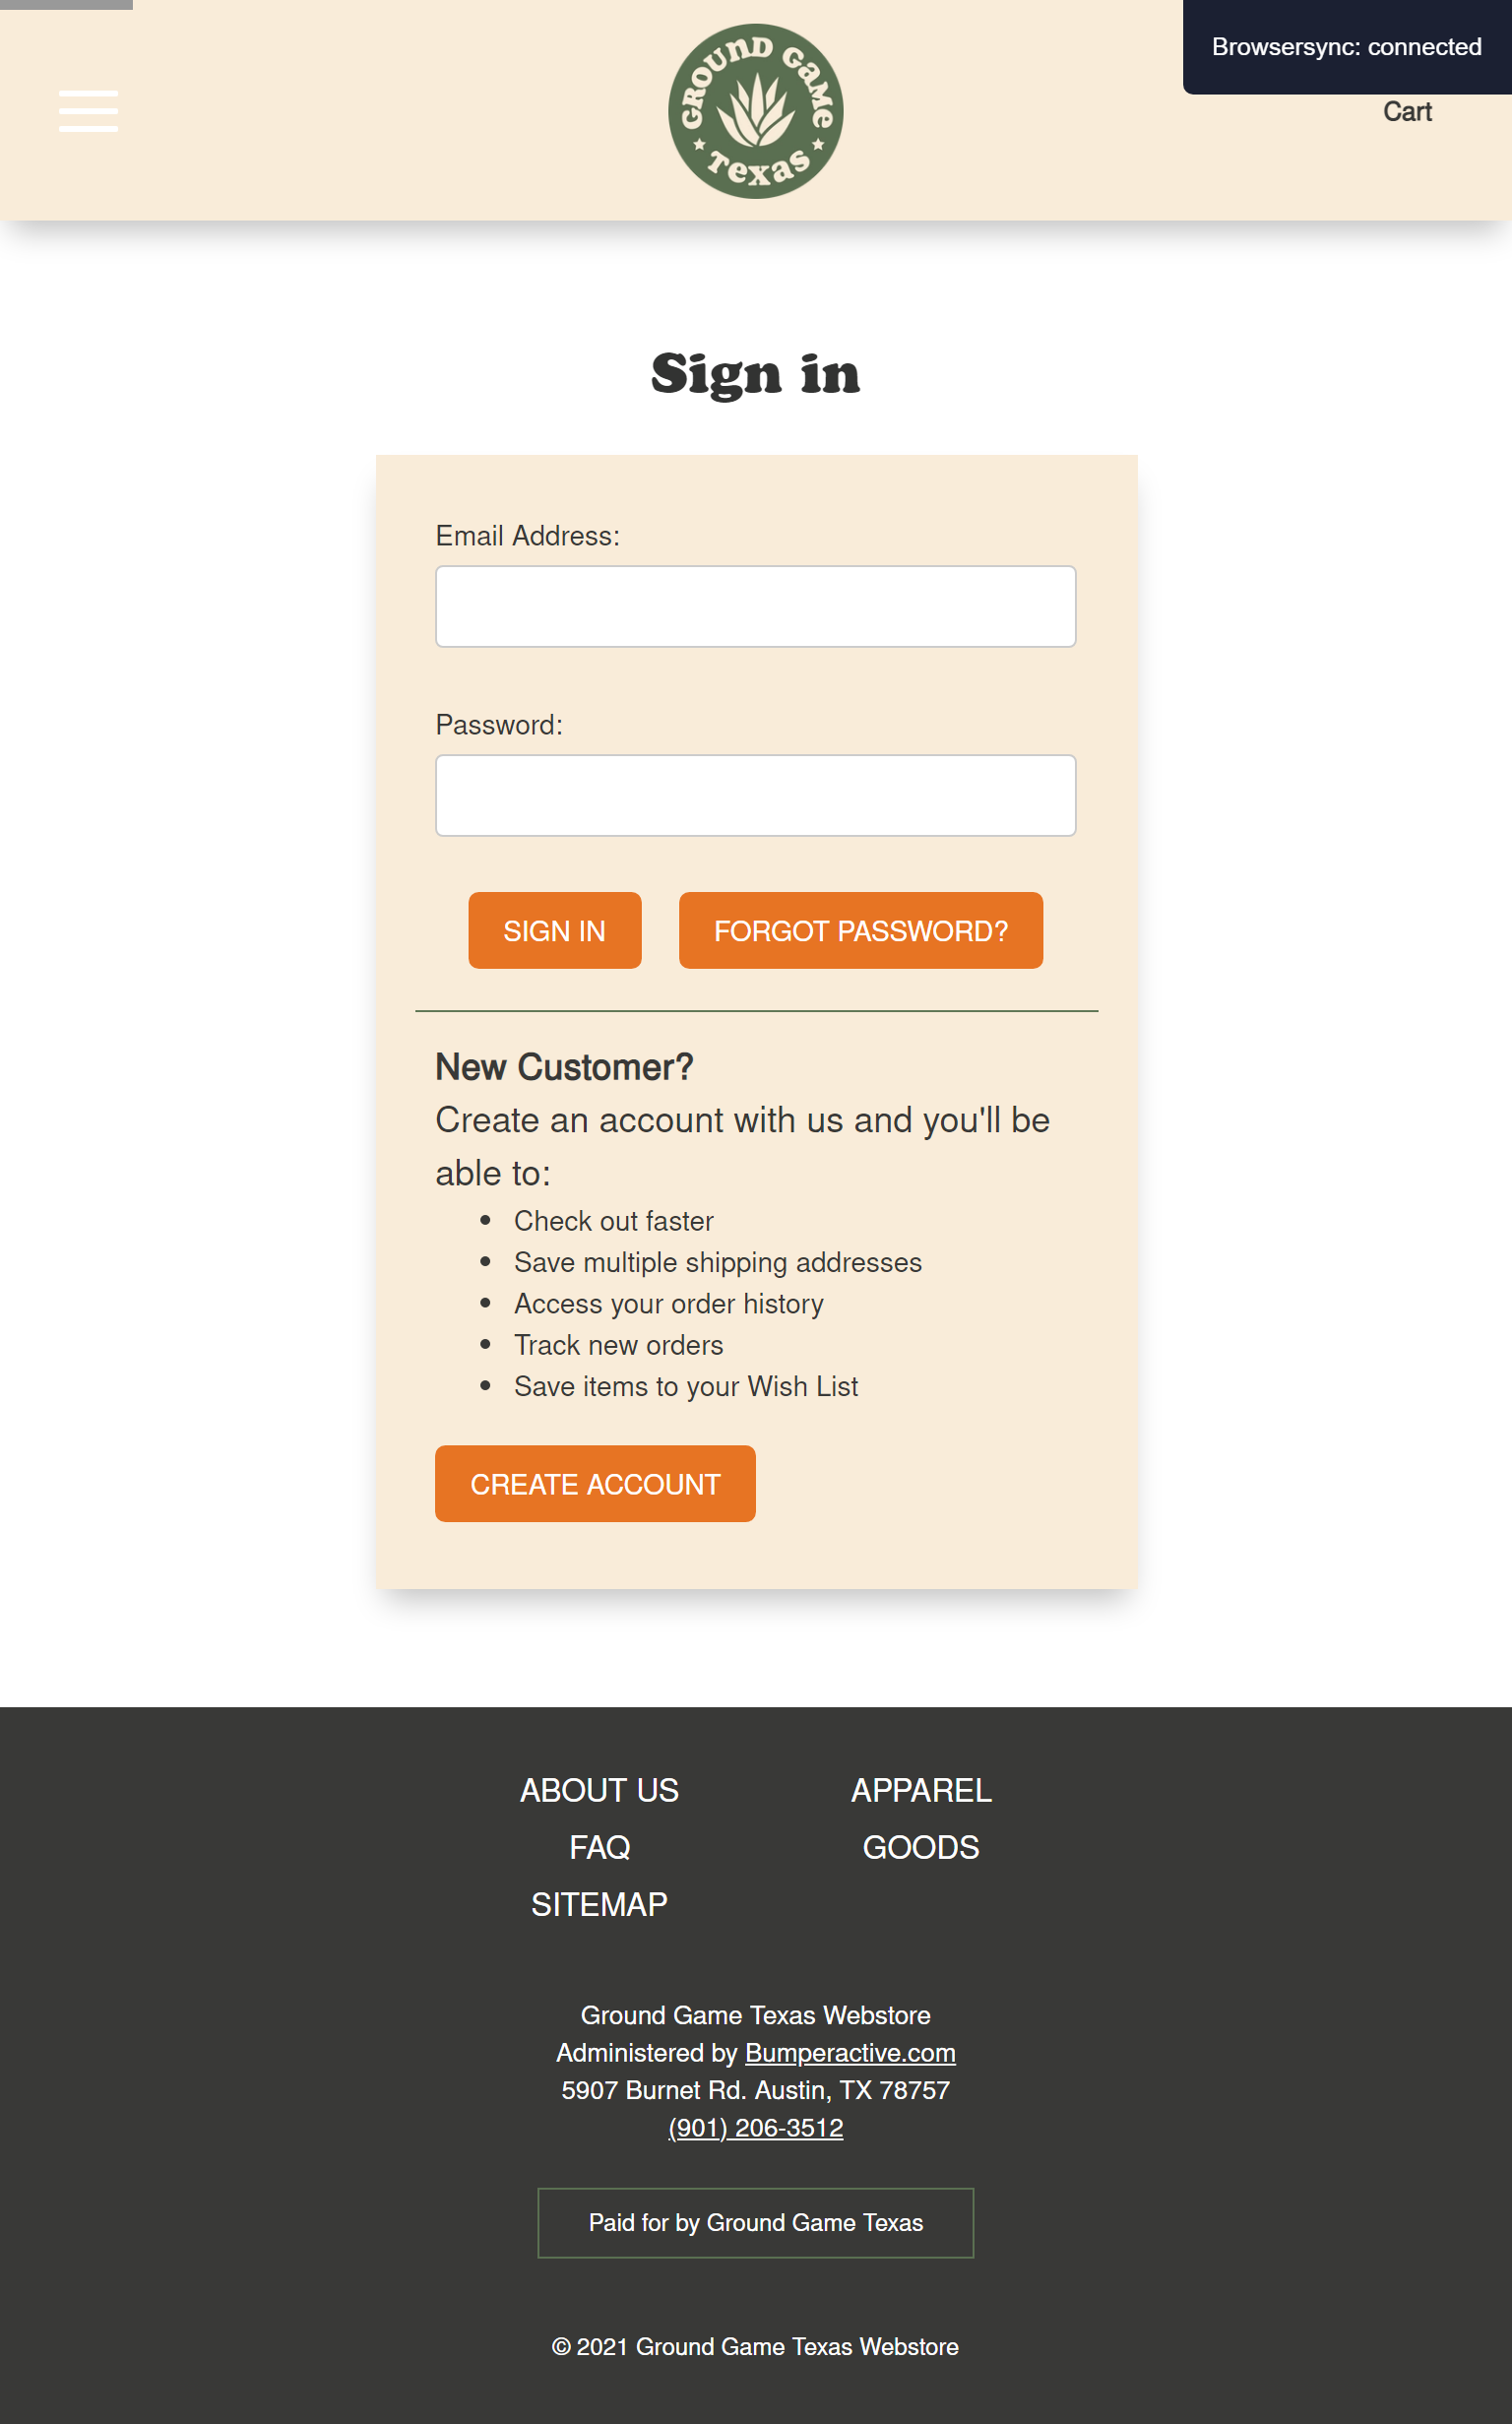 GROUND GAME
TEXAS
Browsersync: connected
Cart
Sign in
Email Address:
Password:
SIGN IN
FORGOT PASSWORD?
New Customer?
Create an account with us and you'll be
able to:
• Check out faster
• Save multiple shipping addresses
• Access your order history
• Track new orders
• Save items to your Wish List
CREATE ACCOUNT
ABOUT US
FAQ
SITEMAP
APPAREL
GOODS
Ground Game Texas Webstore
Administered by Bumperactive.com
5907 Burnet Rd. Austin, TX 78757
(901) 206-3512
Paid for by Ground Game Texas
© 2021 Ground Game Texas Webstore